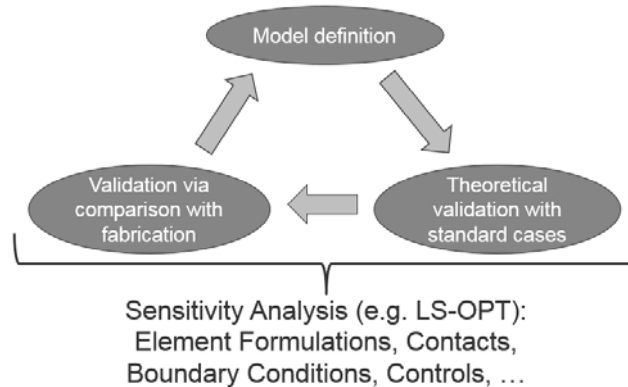 Model definition
Validation via
comparison with
fabrication
Theoretical
validation with
standard cases
Sensitivity Analysis (e.g. LS-OPT):
Element Formulations, Contacts,
Boundary Conditions, Controls, …